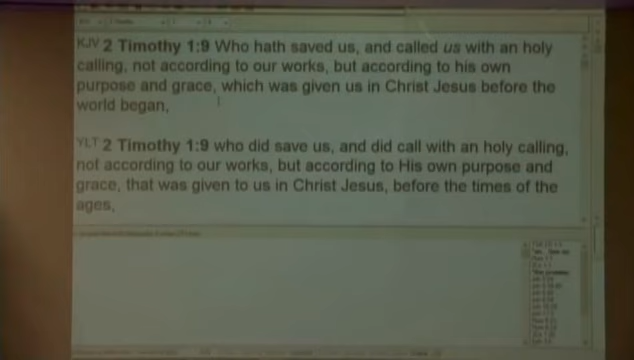 KJV 2 Timothy 1:9 Who hath saved us, and called us with an holy
calling, not according to our works, but according to his own
purpose and grace, which was given us in Christ Jesus before the
world began,
YLT 2 Timothy 1:9 who did save us, and did call with an holy calling,
not according to our works, but according to His own purpose and
grace, that was given to us in Christ Jesus, before the times of the
ages,